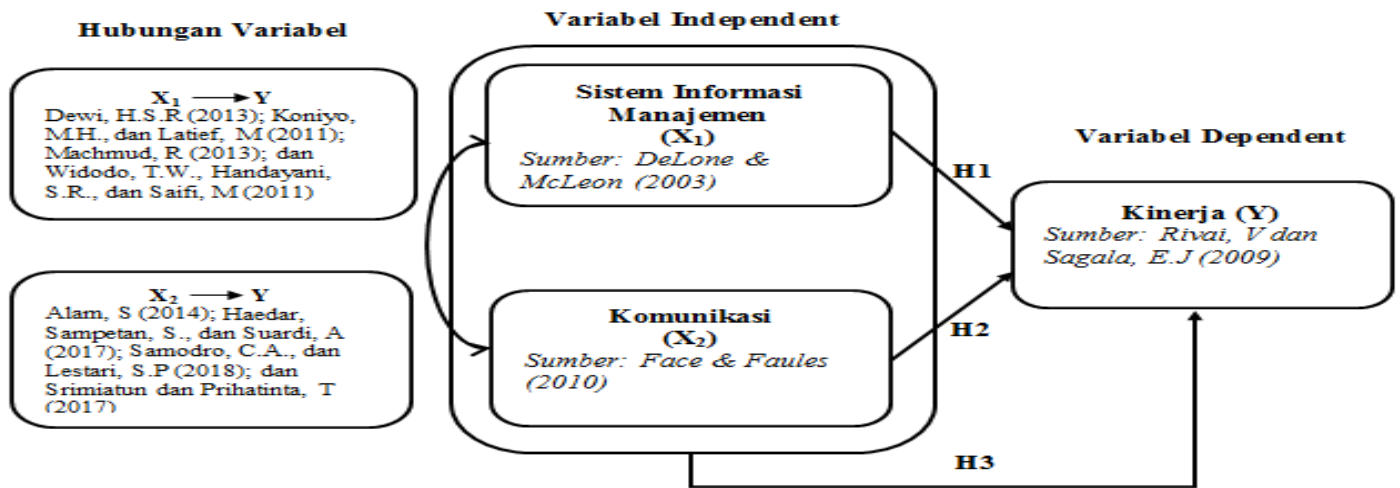 Hubungan Variabel
X₁ → Y
Dewi, H.S.R (2013); Koniyo,
M.H., dan Latief, M (2011);
Machmud, R (2013); dan
Widodo, T.W., Handayani,
S.R., dan Saifi, M (2011)
X₂ → Y
Alam, S (2014); Haedar,
Sampetan, S., dan Suardi, A
(2017); Samodro, C.A., dan
Lestari, S.P (2018); dan
Srimiatun dan Prihatinta, T
(2017)
Variabel Independent
Sistem Informasi
Manajemen
(X₁)
Sumber: DeLone &
McLeon (2003)
Komunikasi
(X₂)
Sumber: Face & Faules
(2010)
H1
H2
H3
Variabel Dependent
Kinerja (Y)
Sumber: Rivai, V dan
Sagala, E.J (2009)